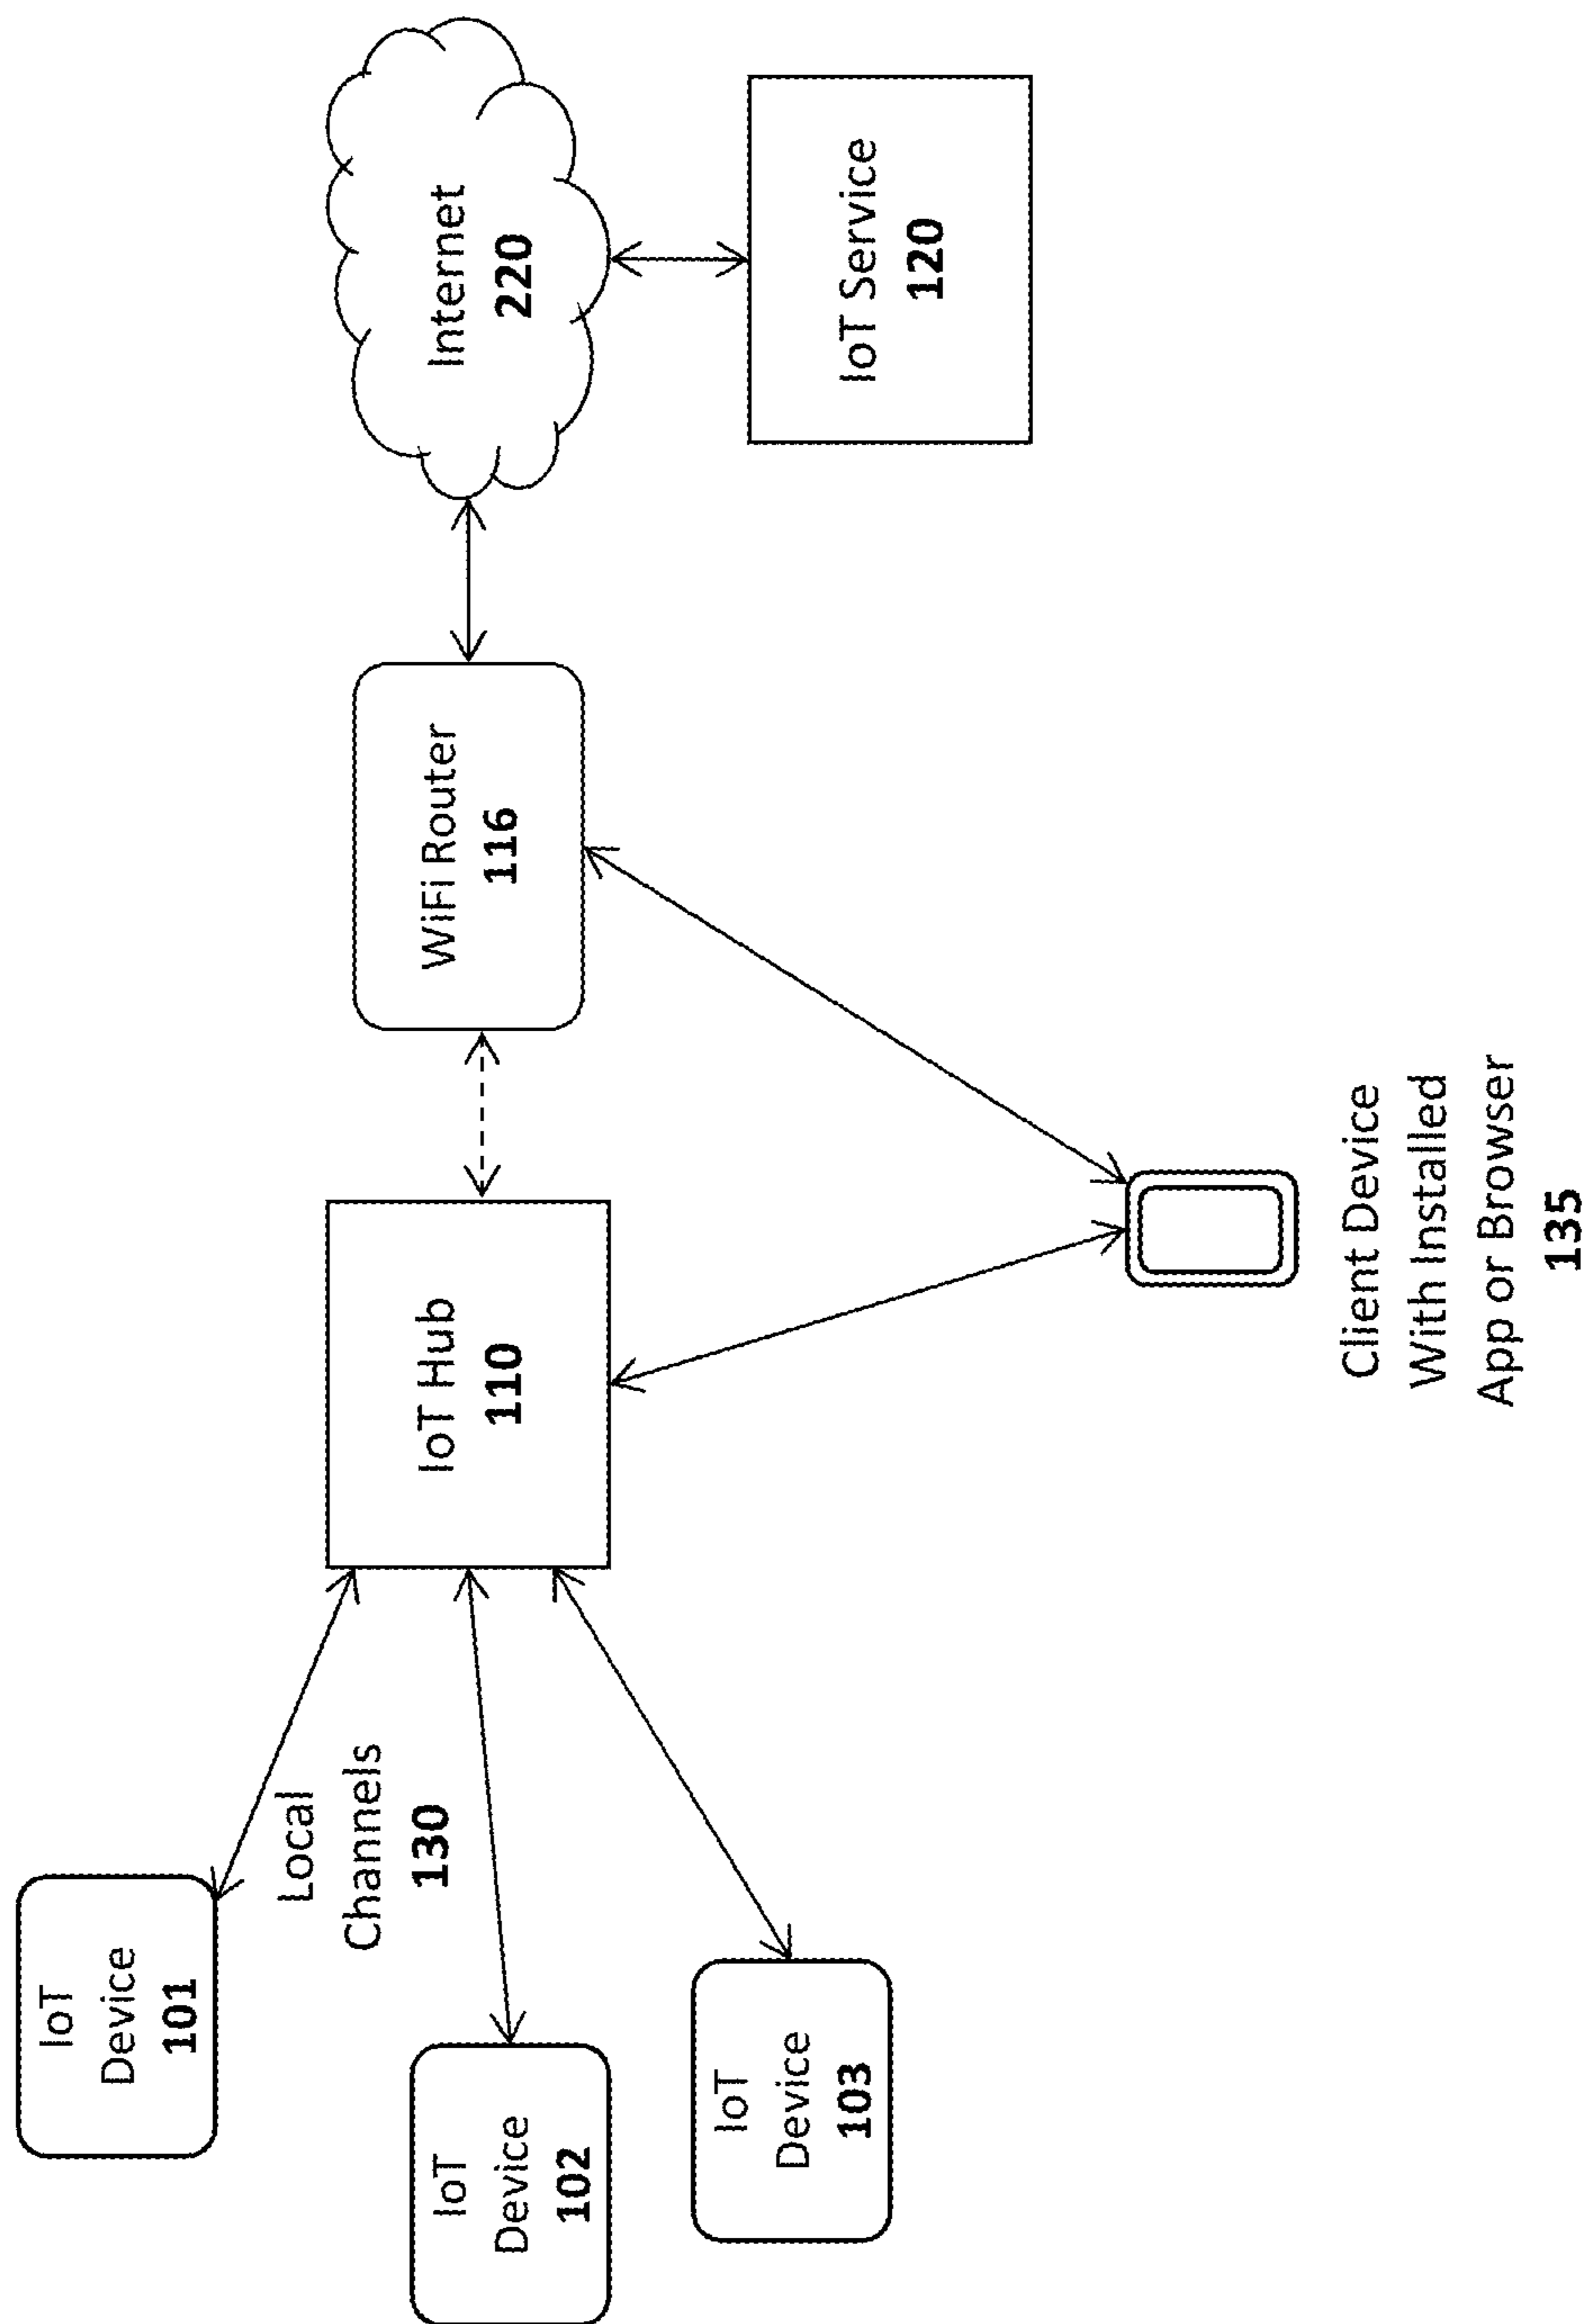 IoT
Device
101
IoT
Device
102
IoT
Device
103
Local
Channels
130
IoT Hub
110
WiFi Router
116
Internet
220
IoT Service
120
Client Device
With Installed
App or Browser
135